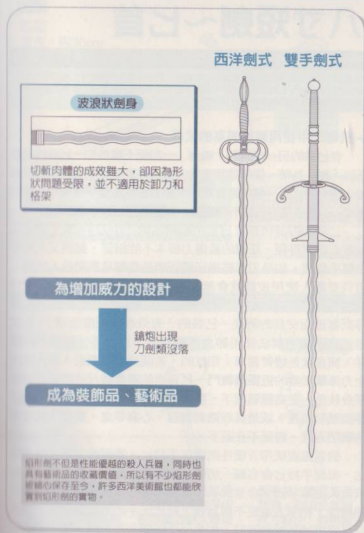 西洋劍式 雙手劍式
波浪狀劍身
切斬肉體的成效雖大，卻因為形
狀問題受限，並不適用於卸力和
格架
為增加威力的設計
鎗炮出現
刀劍類沒落
成為裝飾品、藝術品
焰形劍不但是性能優越的殺人兵器，同時也
具有藝術品的收藏價值，所以有不少焰形劍
被精心保存至今，許多西洋美術館也都能欣
賞到焰形劍的實物。